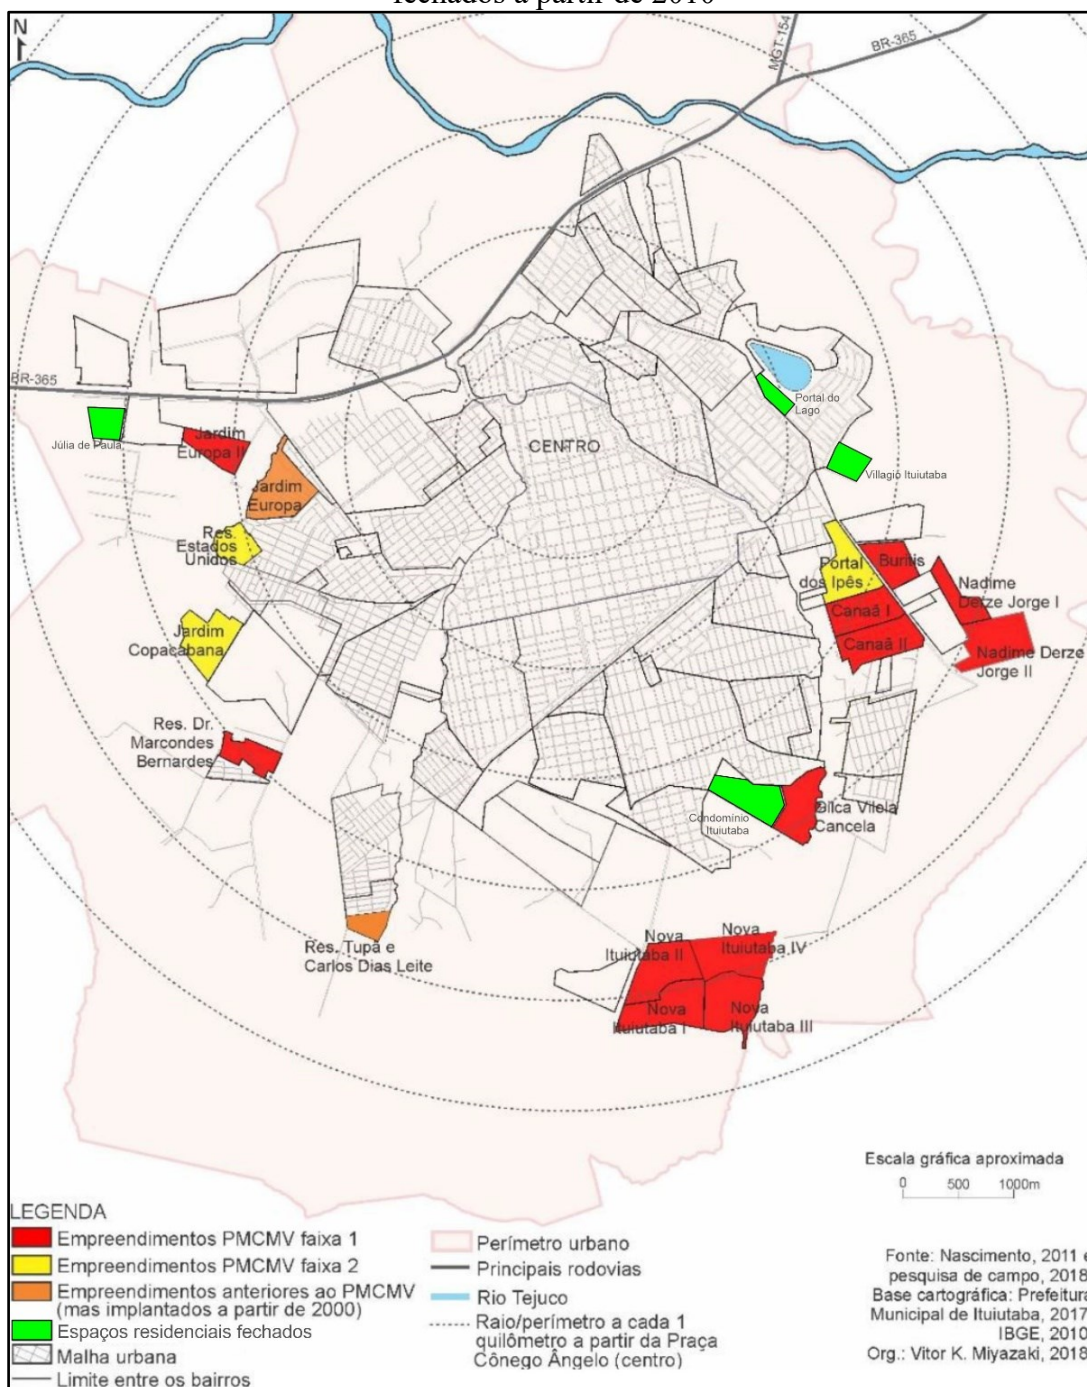 fechados a partir de 2010
N
MGT-154
BR-365
BR-365
CENTRO
Portal do
Lago
Júlia de Paula
Jardim
Europa II
Villagio Ituiutaba
Jardim
Europa
Res.
Estados
Unidos
Portal
dos Ipês
Buritis
Nadime
Derze Jorge I
Canaã I
Canaã II
Nadime Derze
Jorge II
Jardim
Copacabana
Res. Dr.
Marcondes
Bernardes
Condomínio
Ituiutaba
Gilca Vilela
Cancela
Res. Tupã e
Carlos Dias Leite
Nova
Ituiutaba II
Nova
Ituiutaba IV
Nova
Ituiutaba I
Nova
Ituiutaba III
Escala gráfica aproximada
0 500 1000m
LEGENDA
Empreendimentos PMCMV faixa 1
Empreendimentos PMCMV faixa 2
Empreendimentos anteriores ao PMCMV
(mas implantados a partir de 2000)
Espaços residenciais fechados
Malha urbana
Limite entre os bairros
Perímetro urbano
Principais rodovias
Rio Tejuco
Raio/perímetro a cada 1
quilômetro a partir da Praça
Cônego Ângelo (centro)
Fonte: Nascimento, 2011 e
pesquisa de campo, 2018
Base cartográfica: Prefeitura
Municipal de Ituiutaba, 2017,
IBGE, 2010
Org.: Vitor K. Miyazaki, 2018